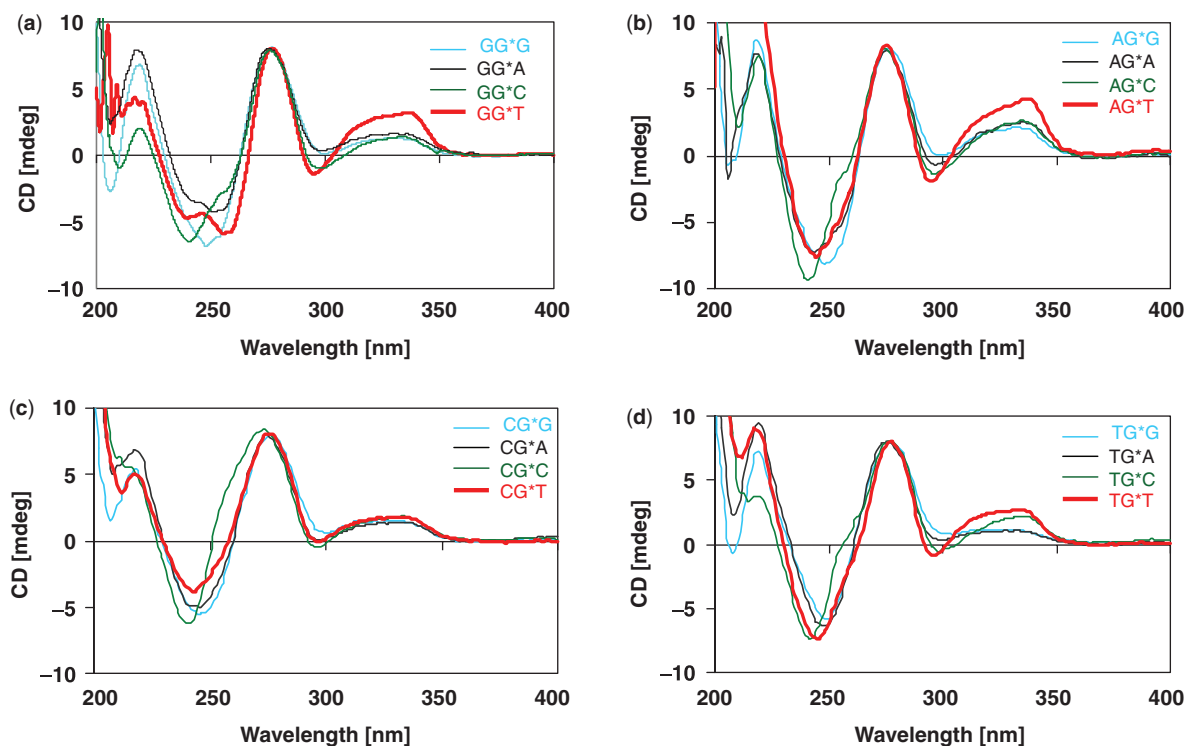 (a)
10
5
0
−5
−10
CD [mdeg]
GG*G
GG*A
GG*C
GG*T
200 250 300 350 400
Wavelength [nm]
(b)
10
5
0
−5
−10
CD [mdeg]
AG*G
AG*A
AG*C
AG*T
200 250 300 350 400
Wavelength [nm]
(c)
10
5
0
−5
−10
CD [mdeg]
CG*G
CG*A
CG*C
CG*T
200 250 300 350 400
Wavelength [nm]
(d)
10
5
0
−5
−10
CD [mdeg]
TG*G
TG*A
TG*C
TG*T
200 250 300 350 400
Wavelength [nm]